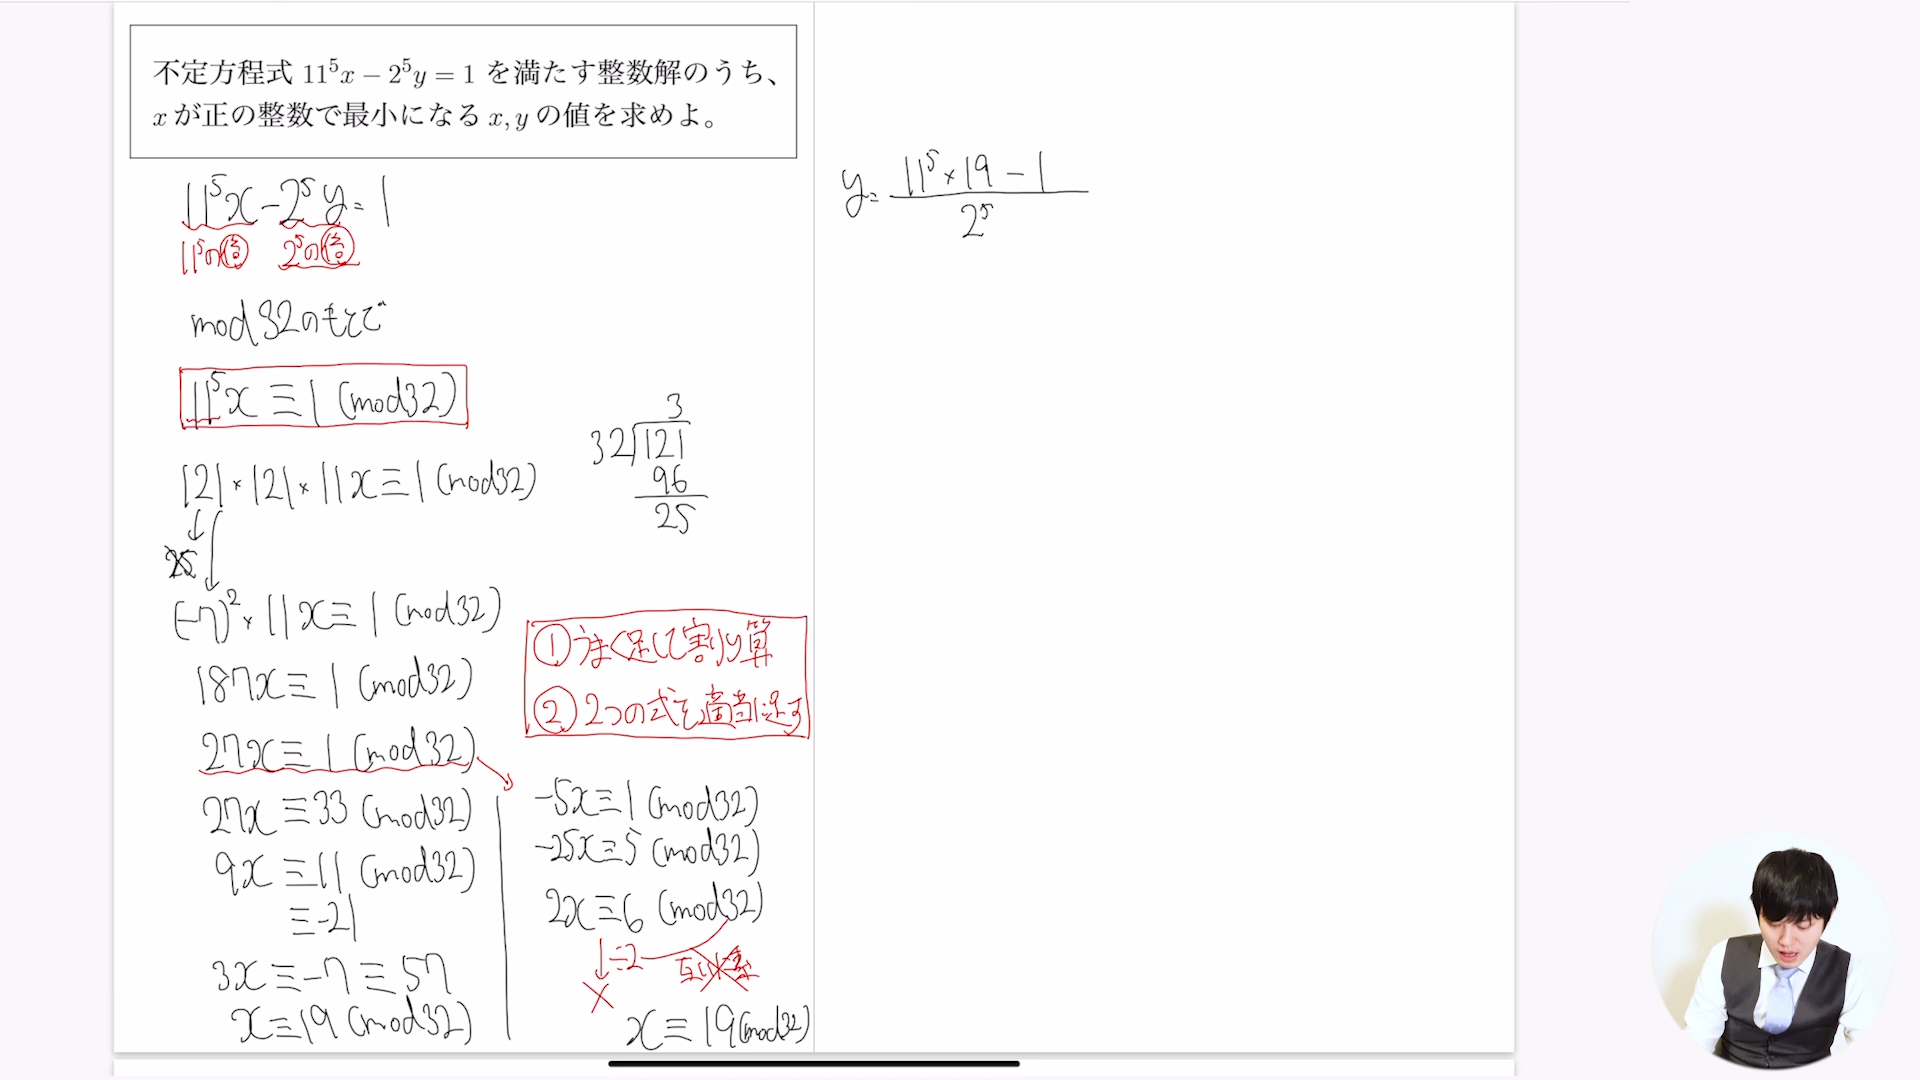 不定方程式 11⁵x − 2⁵y = 1 を満たす整数解のうち、
x が正の整数で最小になる x, y の値を求めよ。
11⁵x − 2⁵y = 1
11⁵の倍 2⁵の倍
mod32のもとで
11⁵x ≡ 1 (mod32)
121 × 121 × 11x ≡ 1 (mod32)
25
(−7)² × 11x ≡ 1 (mod32)
187x ≡ 1 (mod32)
27x ≡ 1 (mod32)
27x ≡ 33 (mod32)
9x ≡ 11 (mod32)
≡ −21
3x ≡ −7 ≡ 57
x ≡ 19 (mod32)
3
32)121
96
25
①うまく足して割り算
②2つの式を適当に足す
−5x ≡ 1 (mod32)
−25x ≡ 5 (mod32)
2x ≡ 6 (mod32)
÷2 互いに素
×
x ≡ 19 (mod32)
y = 11⁵ × 19 − 1
2⁵